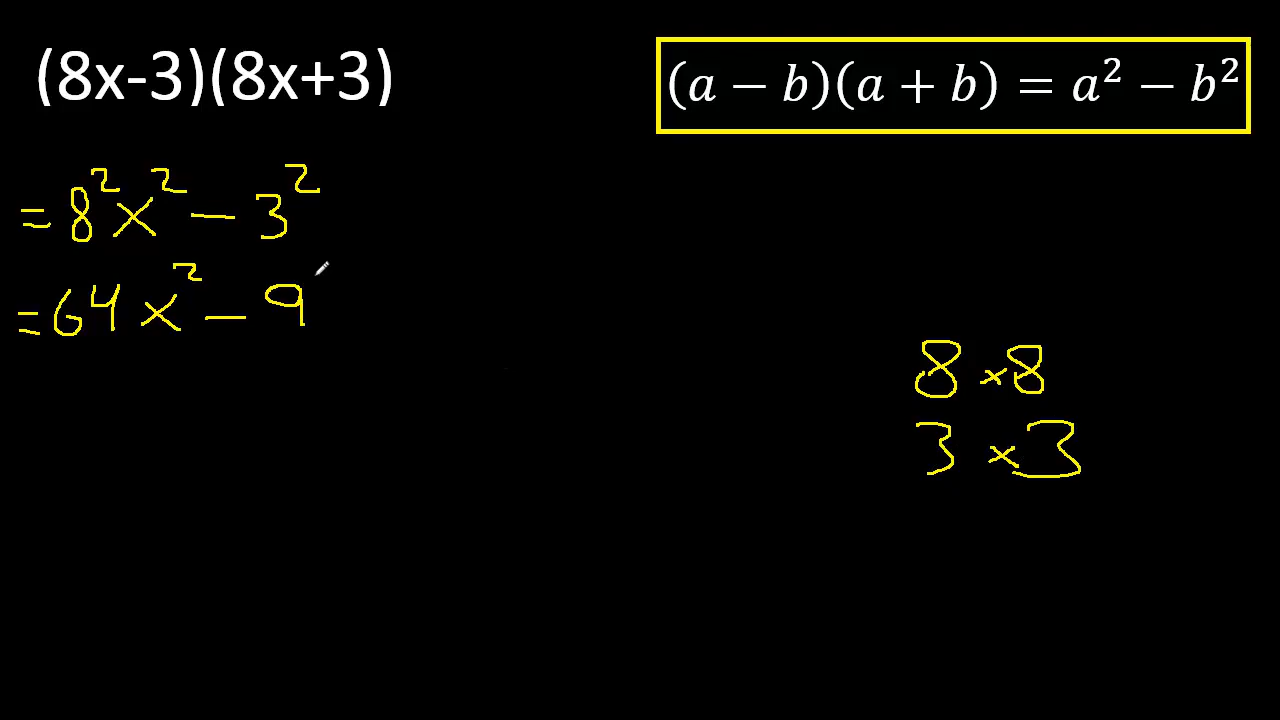 (8x-3)(8x+3)
(a − b)(a + b) = a² − b²
= 8²x² − 3²
= 64x² − 9
8 × 8
3 × 3